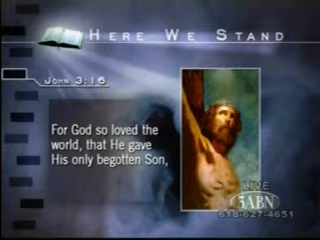 HERE WE STAND
JOHN 3:16
For God so loved the
world, that He gave
His only begotten Son,
LIVE
3ABN
618-627-4651